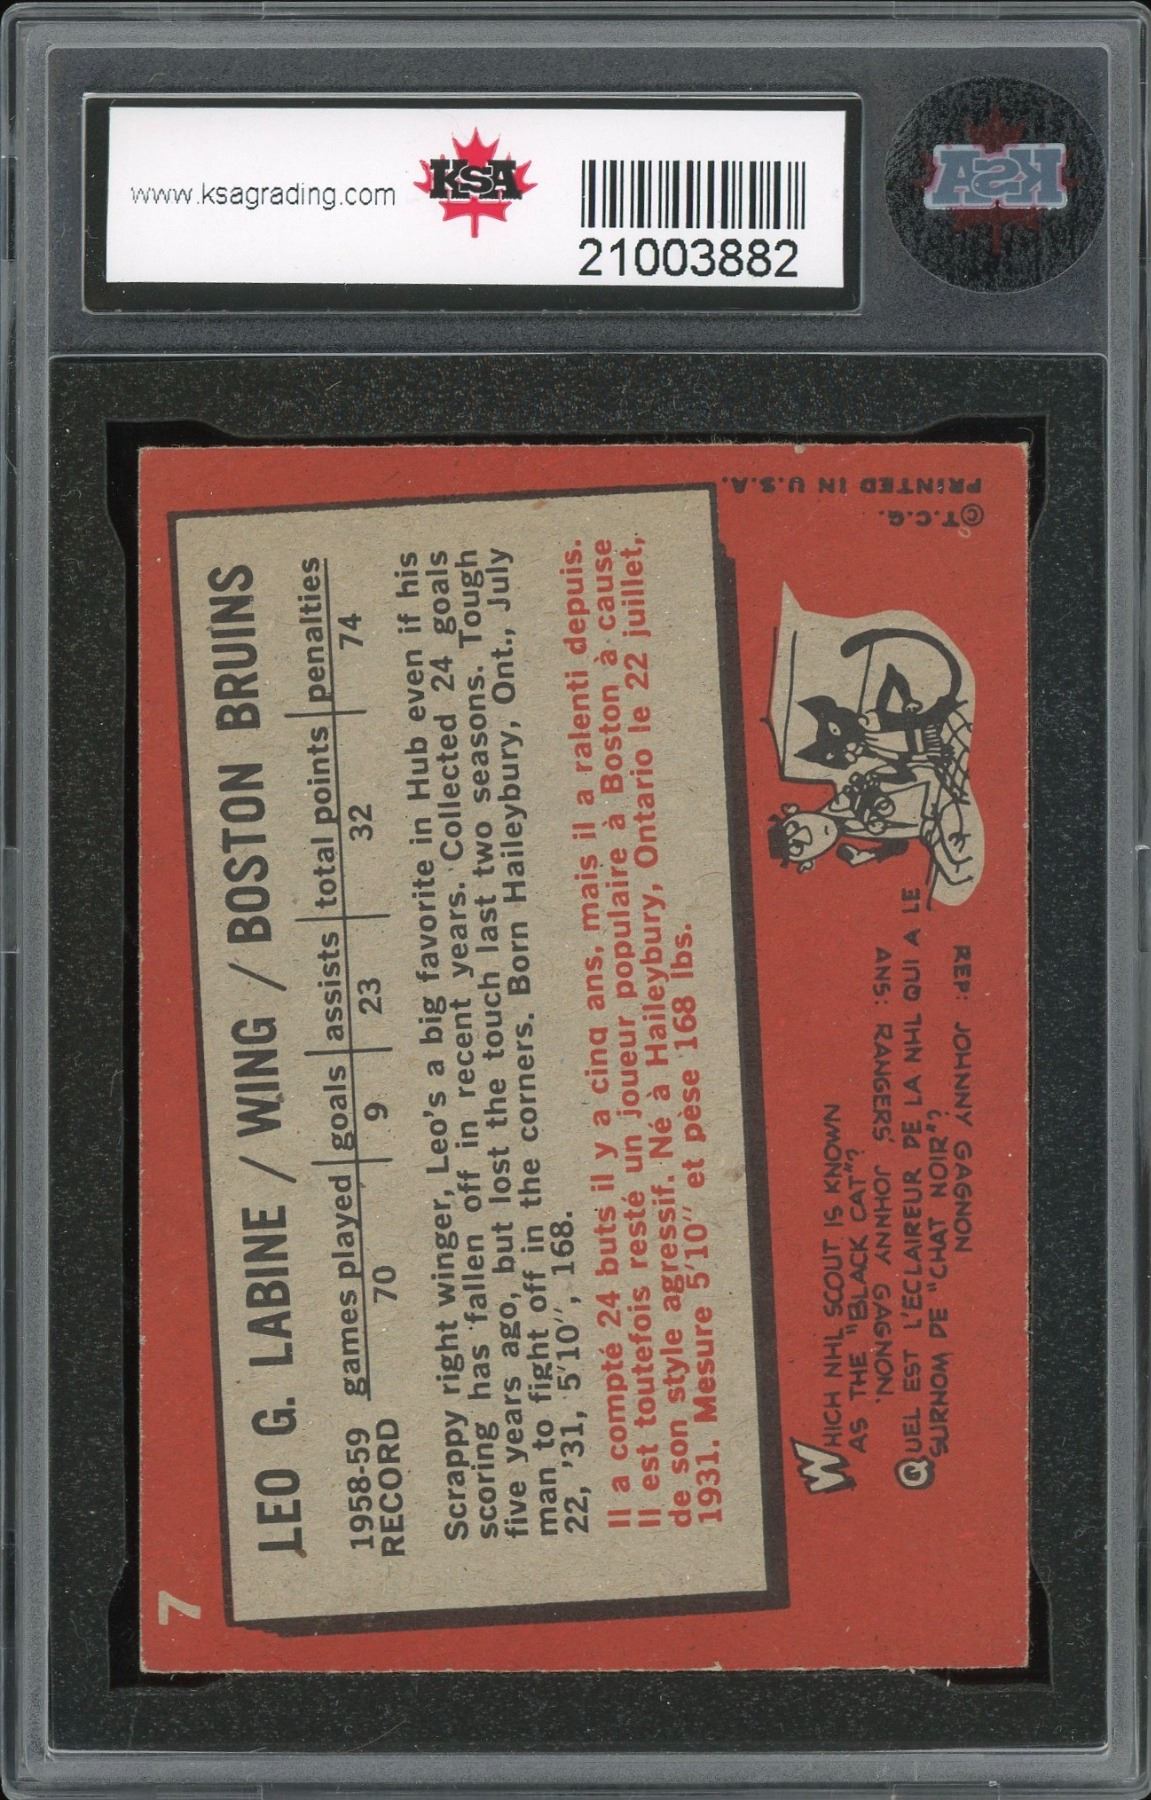 www.ksagrading.com
KSA
21003882
KSA
7
LEO G. LABINE / WING / BOSTON BRUINS
1958-59 RECORD
games played goals assists total points penalties
70 9 23 32 74
Scrappy right winger, Leo's a big favorite in Hub even if his
scoring has fallen off in recent years. Collected 24 goals
five years ago, but lost the touch last two seasons. Tough
man to fight off in the corners. Born Haileybury, Ont., July
22, '31, 5'10", 168.
Il a compté 24 buts il y a cinq ans, mais il a ralenti depuis.
Il est toutefois resté un joueur populaire à Boston à cause
de son style agressif. Né à Haileybury, Ontario le 22 juillet,
1931. Mesure 5'10" et pèse 168 lbs.
WHICH NHL SCOUT IS KNOWN
AS THE "BLACK CAT"?
ANS: RANGERS' JOHNNY GAGNON.
QUEL EST L'ECLAIREUR DE LA NHL QUI A LE
SURNOM DE "CHAT NOIR"?
REP: JOHNNY GAGNON
© T.C.G.
PRINTED IN U.S.A.